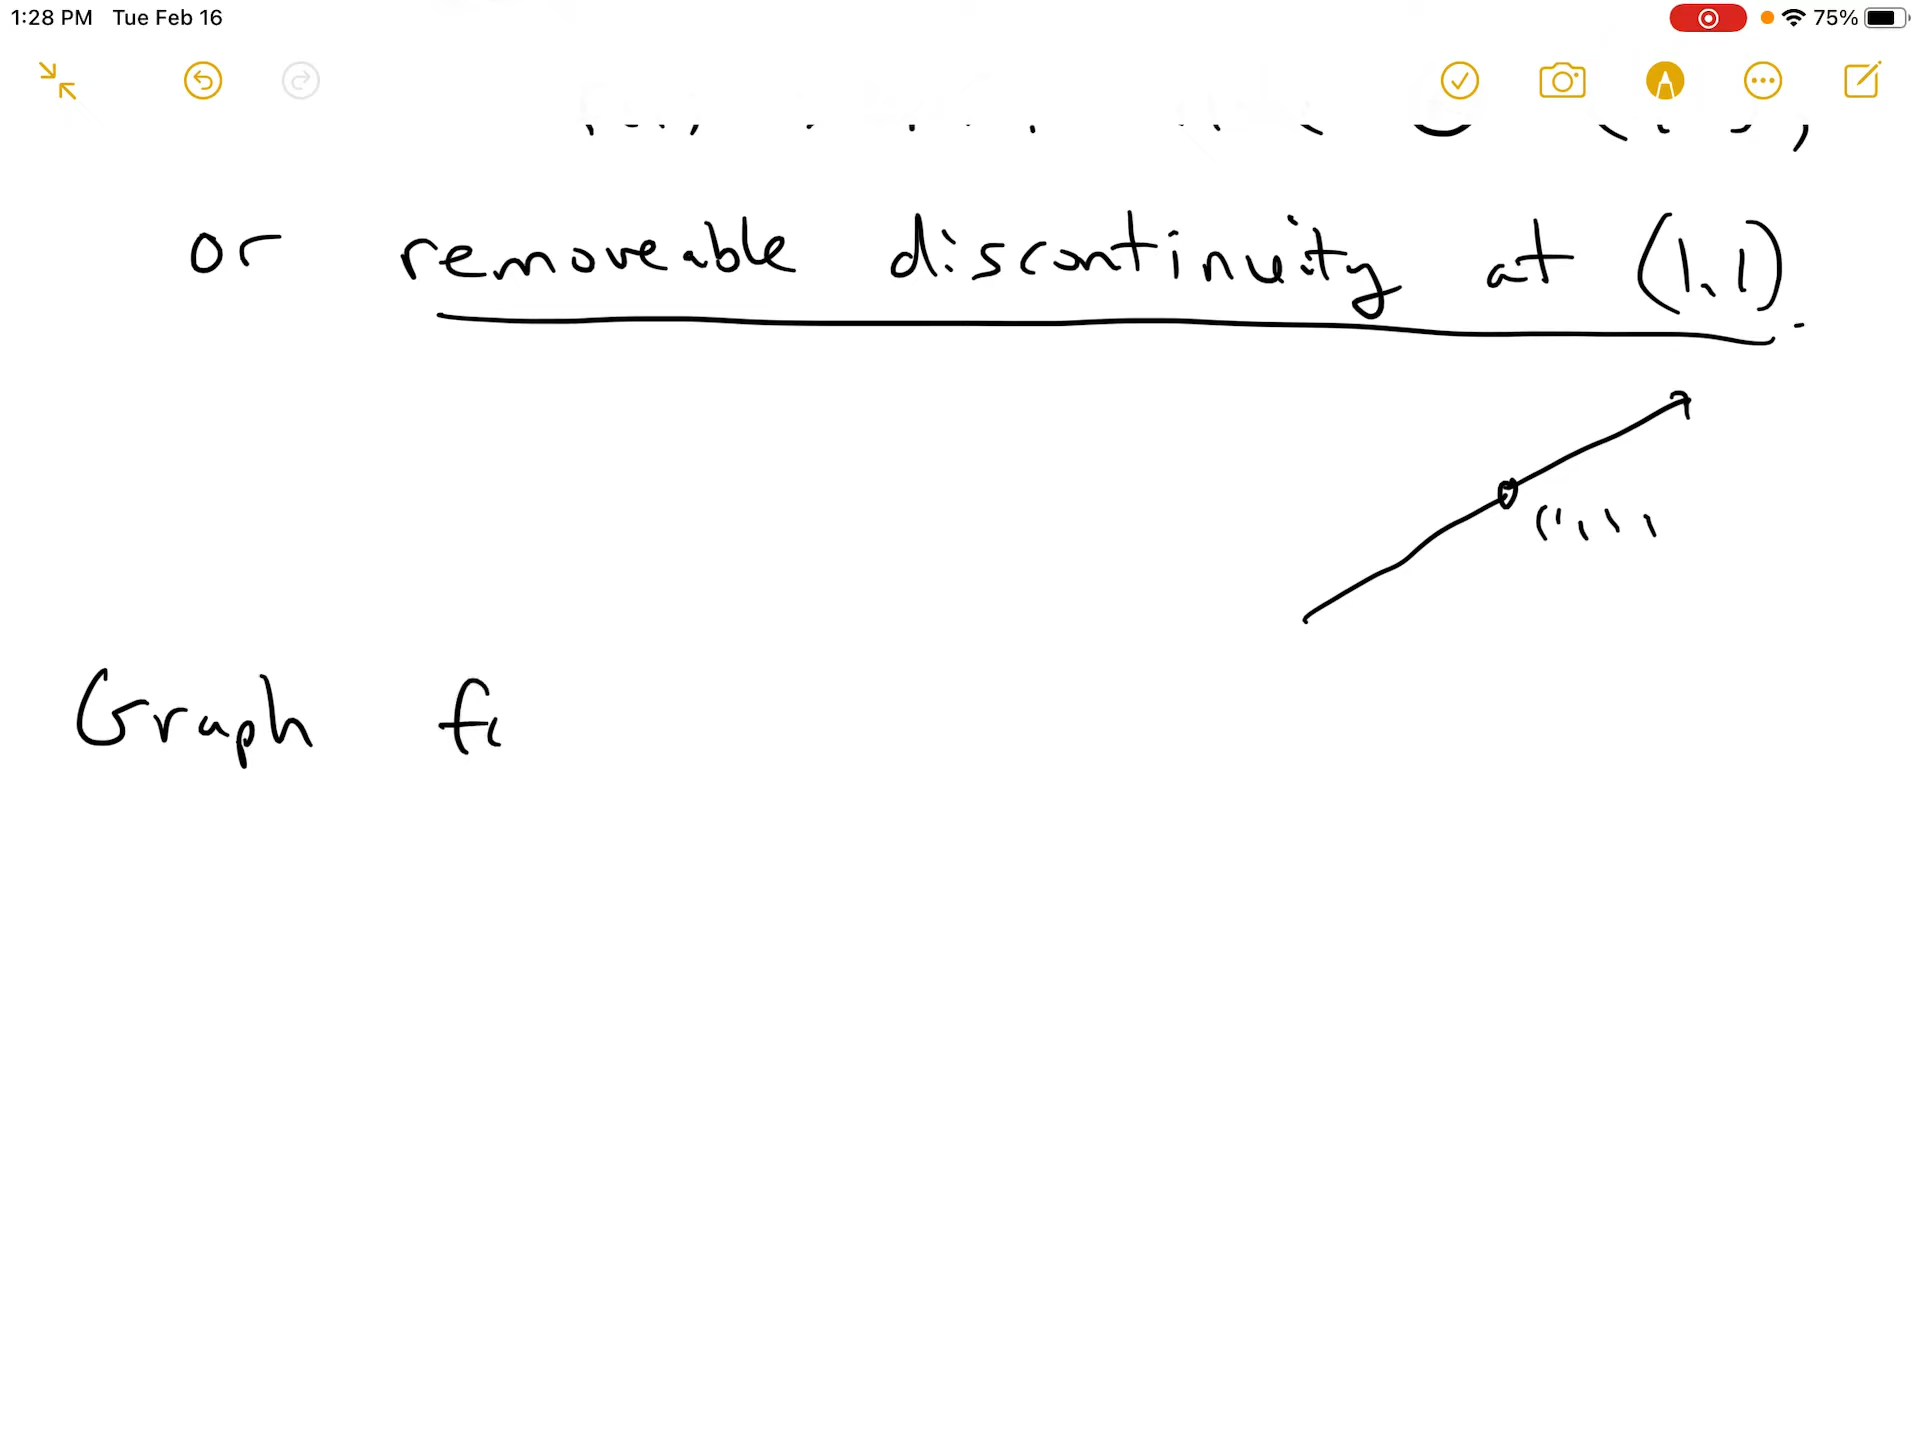 1:28 PM Tue Feb 16
75%
or removeable discontinuity at (1,1).
(1,1)
Graph f(